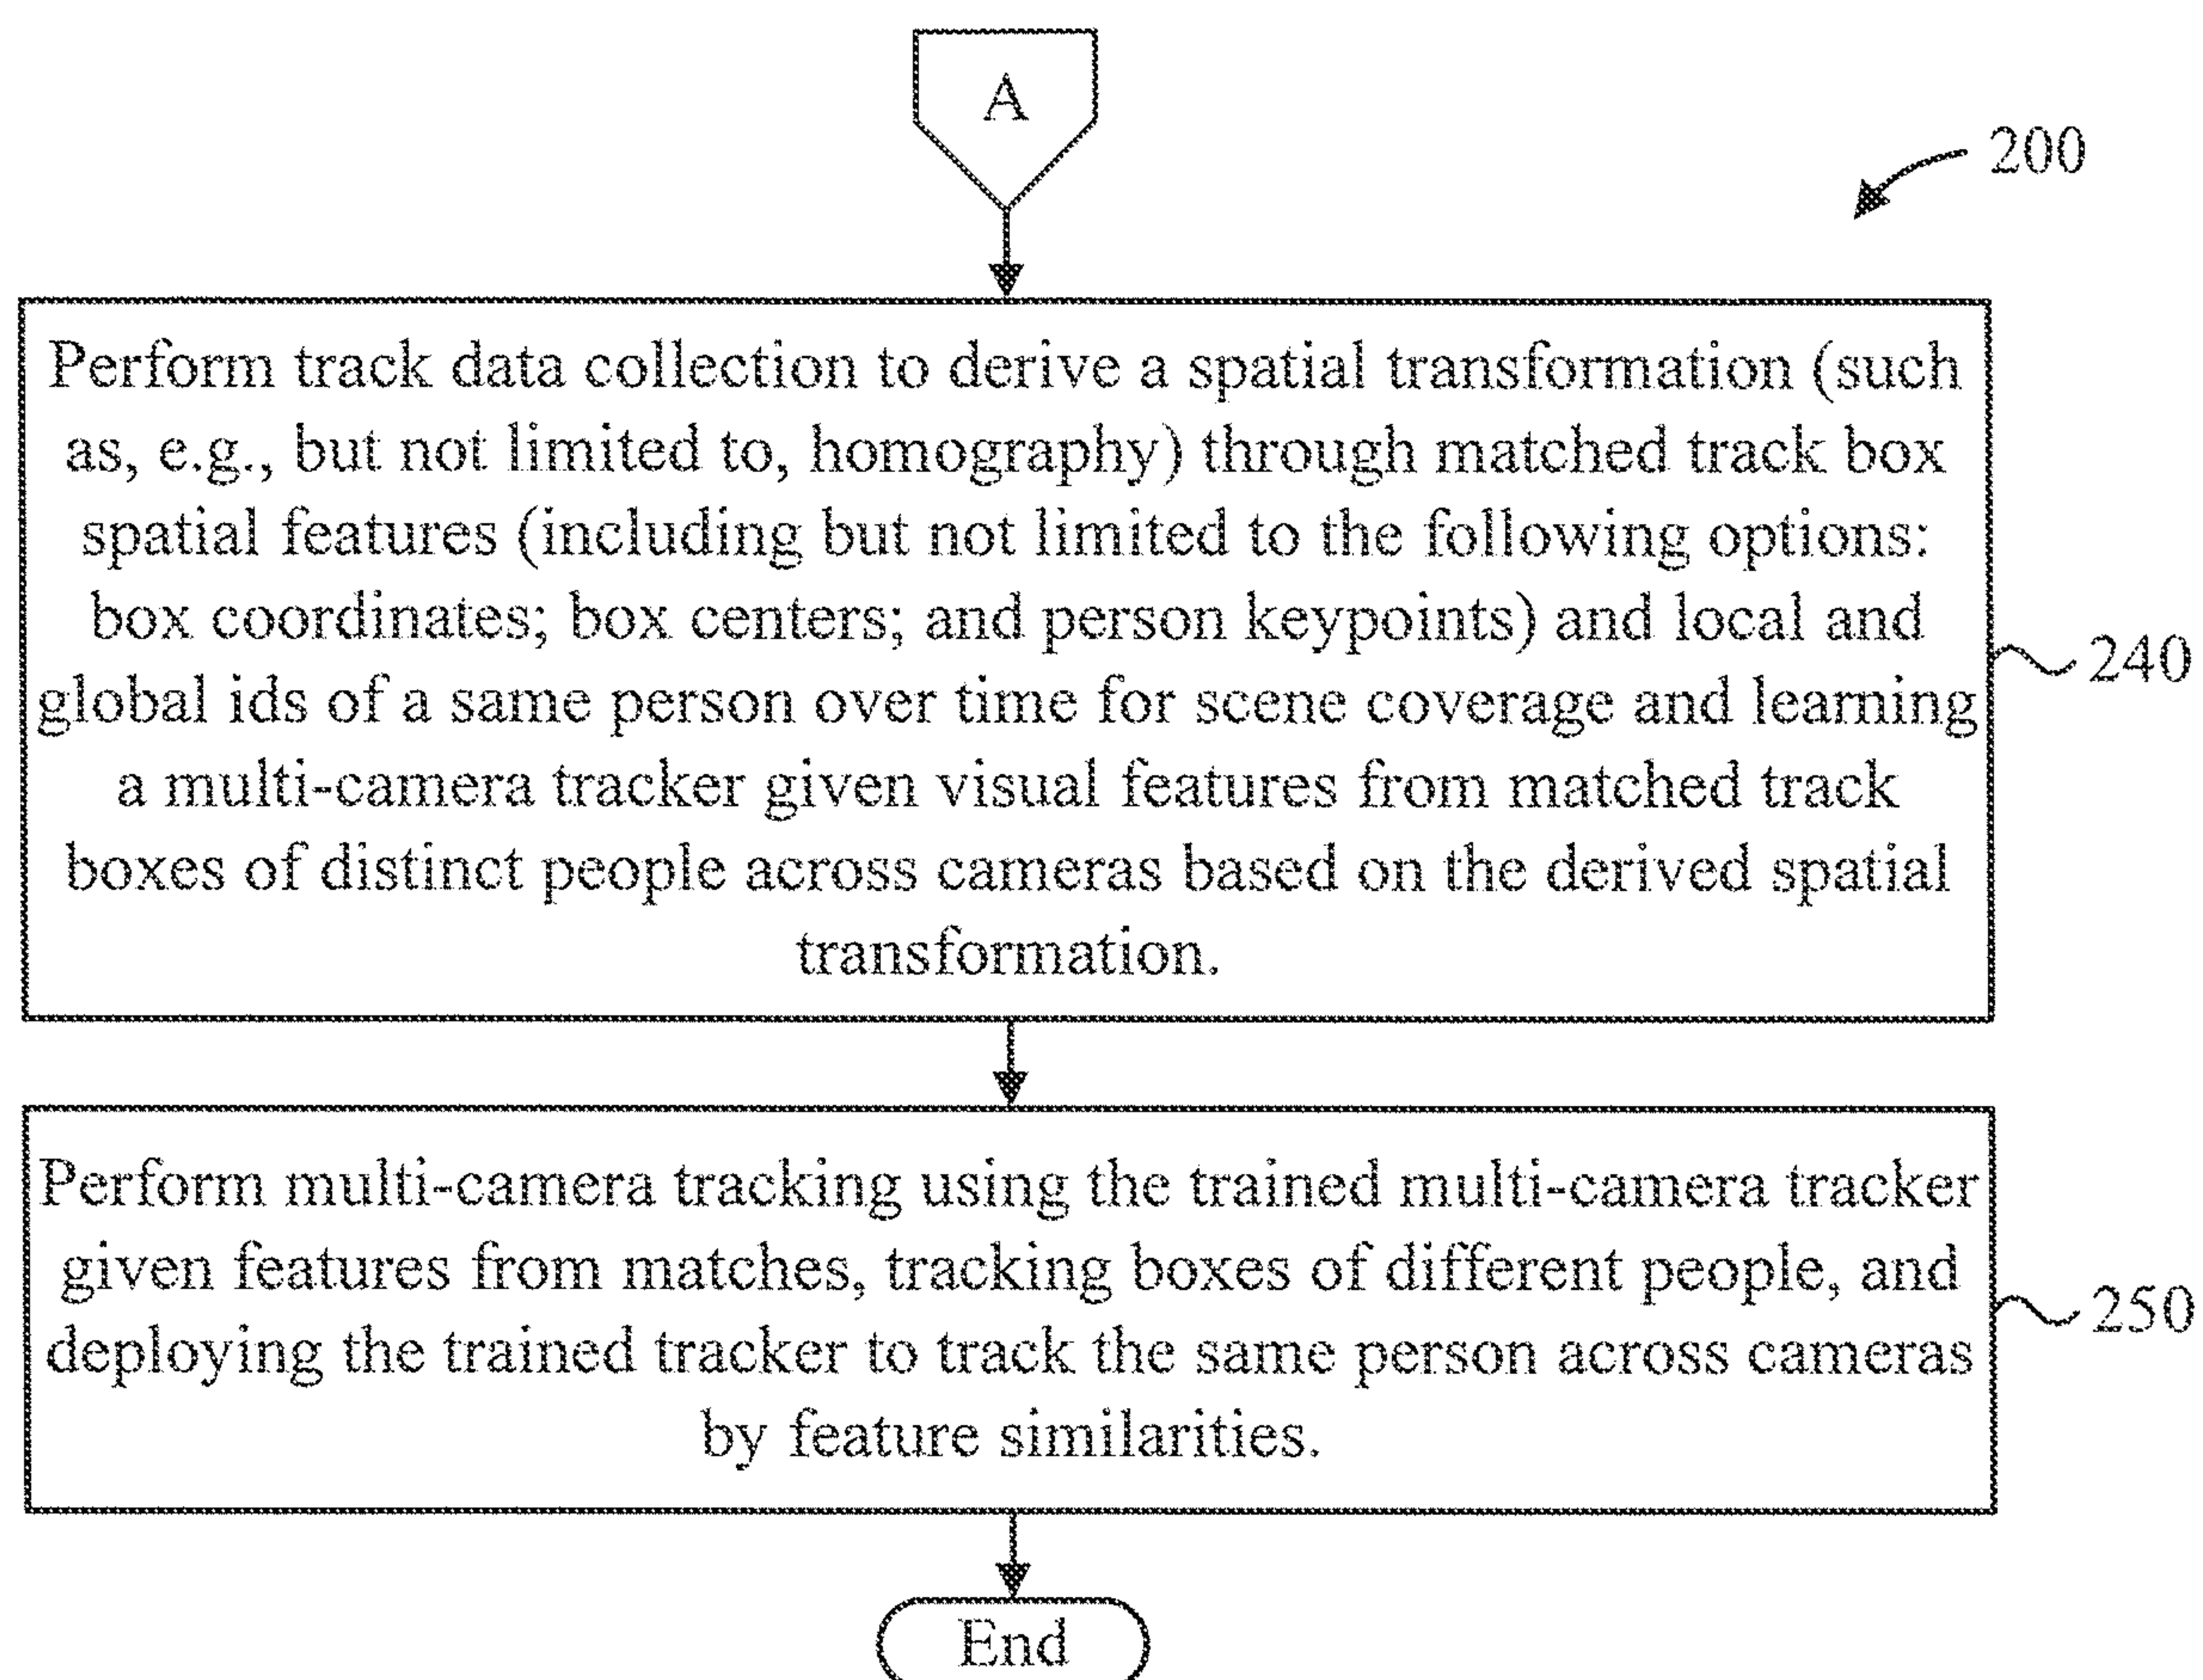 A
200
Perform track data collection to derive a spatial transformation (such
as, e.g., but not limited to, homography) through matched track box
spatial features (including but not limited to the following options:
box coordinates; box centers; and person keypoints) and local and
global ids of a same person over time for scene coverage and learning
a multi-camera tracker given visual features from matched track
boxes of distinct people across cameras based on the derived spatial
transformation.
240
Perform multi-camera tracking using the trained multi-camera tracker
given features from matches, tracking boxes of different people, and
deploying the trained tracker to track the same person across cameras
by feature similarities.
250
End